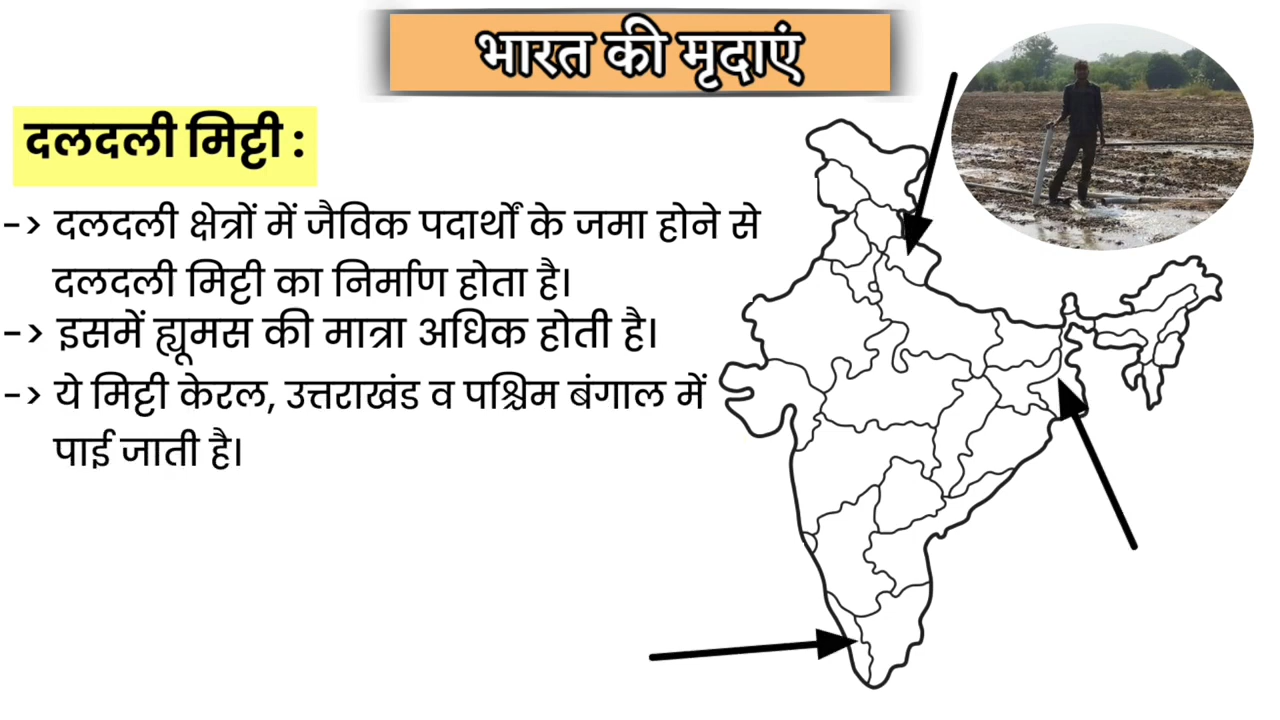 भारत की मृदाएं
दलदली मिट्टी :
-> दलदली क्षेत्रों में जैविक पदार्थों के जमा होने से
दलदली मिट्टी का निर्माण होता है।
-> इसमें ह्यूमस की मात्रा अधिक होती है।
-> ये मिट्टी केरल, उत्तराखंड व पश्चिम बंगाल में
पाई जाती है।